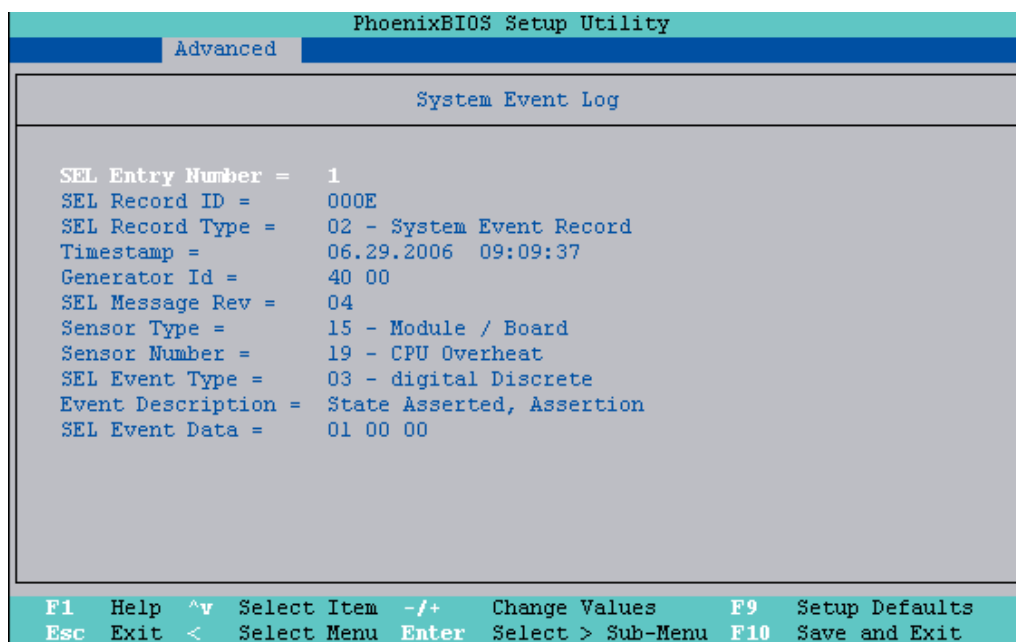 PhoenixBIOS Setup Utility
Advanced
System Event Log
SEL Entry Number = 1
SEL Record ID = 000E
SEL Record Type = 02 - System Event Record
Timestamp = 06.29.2006 09:09:37
Generator Id = 40 00
SEL Message Rev = 04
Sensor Type = 15 - Module / Board
Sensor Number = 19 - CPU Overheat
SEL Event Type = 03 - digital Discrete
Event Description = State Asserted, Assertion
SEL Event Data = 01 00 00
F1 Help ^v Select Item -/+ Change Values F9 Setup Defaults
Esc Exit < Select Menu Enter Select > Sub-Menu F10 Save and Exit